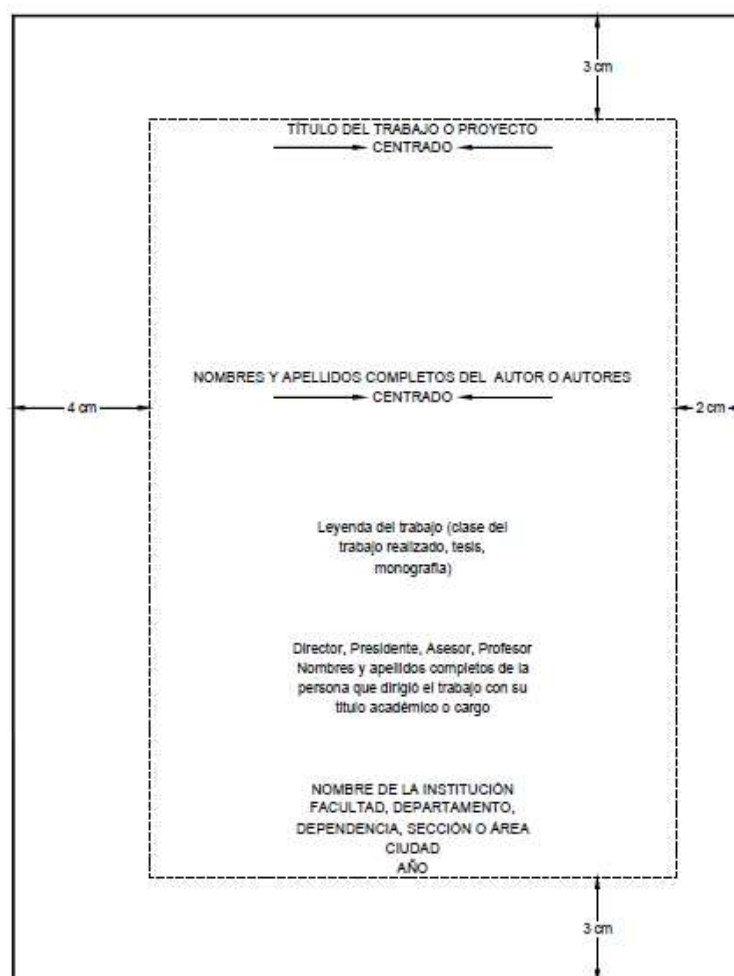 3 cm
TÍTULO DEL TRABAJO O PROYECTO
CENTRADO
NOMBRES Y APELLIDOS COMPLETOS DEL AUTOR O AUTORES
CENTRADO
4 cm
2 cm
Leyenda del trabajo (clase del
trabajo realizado, tesis,
monografía)
Director, Presidente, Asesor, Profesor
Nombres y apellidos completos de la
persona que dirigió el trabajo con su
título académico o cargo
NOMBRE DE LA INSTITUCIÓN
FACULTAD, DEPARTAMENTO,
DEPENDENCIA, SECCIÓN O ÁREA
CIUDAD
AÑO
3 cm